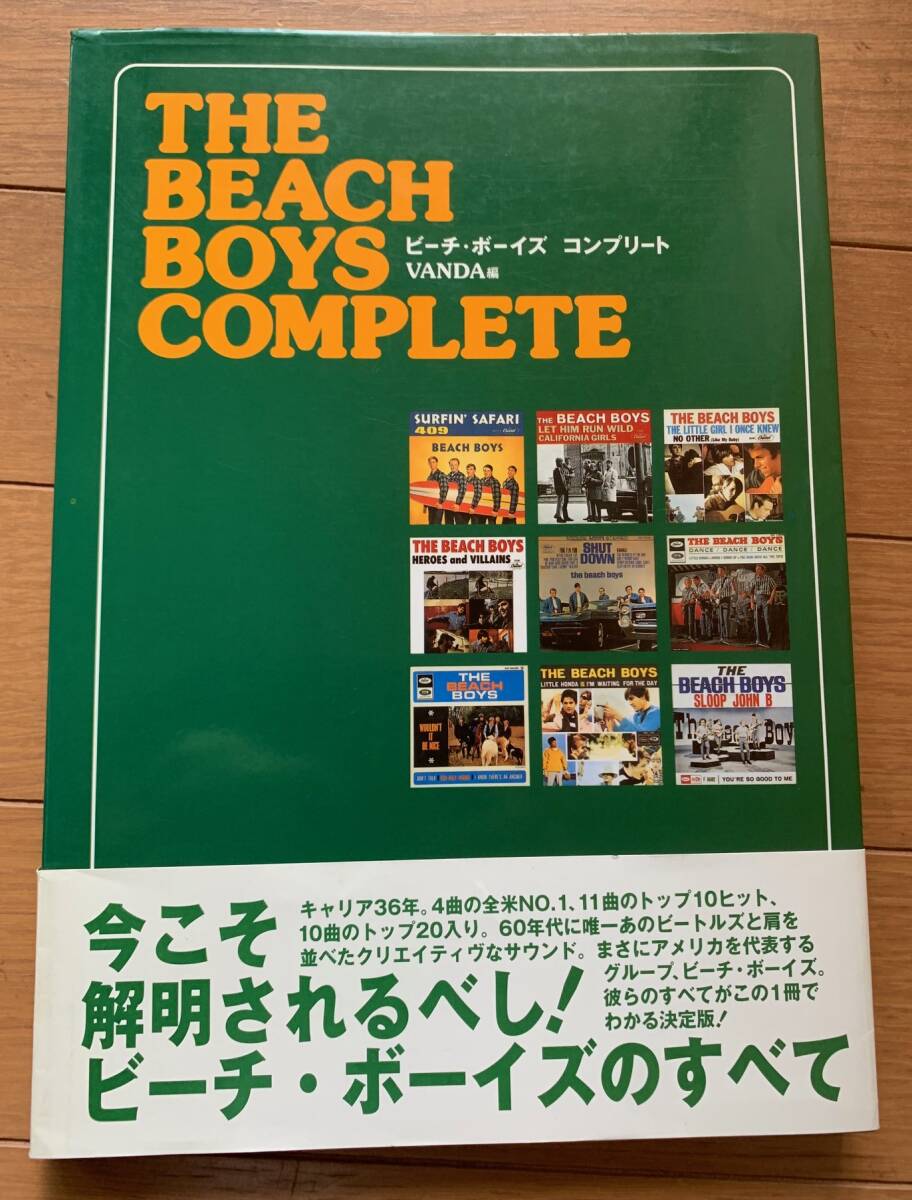 THE
BEACH
BOYS
COMPLETE
ビーチ・ボーイズ コンプリート
VANDA編
SURFIN' SAFARI
409
BEACH BOYS
THE BEACH BOYS
LET HIM RUN WILD
CALIFORNIA GIRLS
THE BEACH BOYS
THE LITTLE GIRL I ONCE KNEW
NO OTHER (Like My Baby)
THE BEACH BOYS
HEROES and VILLAINS
SHUT
DOWN
the beach boys
THE BEACH BOYS
DANCE / DANCE / DANCE
THE
BEACH
BOYS
WOULDN'T
IT BE
NICE
THE BEACH BOYS
LITTLE HONDA
I'M WAITING FOR THE DAY
THE
BEACH BOYS
SLOOP JOHN B
YOU'RE SO GOOD TO ME
今こそ
解明されるべし!
ビーチ・ボーイズのすべて
キャリア36年。4曲の全米NO.1、11曲のトップ10ヒット、
10曲のトップ20入り。60年代に唯一あのビートルズと肩を
並べたクリエイティヴなサウンド。まさにアメリカを代表する
グループ、ビーチ・ボーイズ。
彼らのすべてがこの1冊で
わかる決定版!